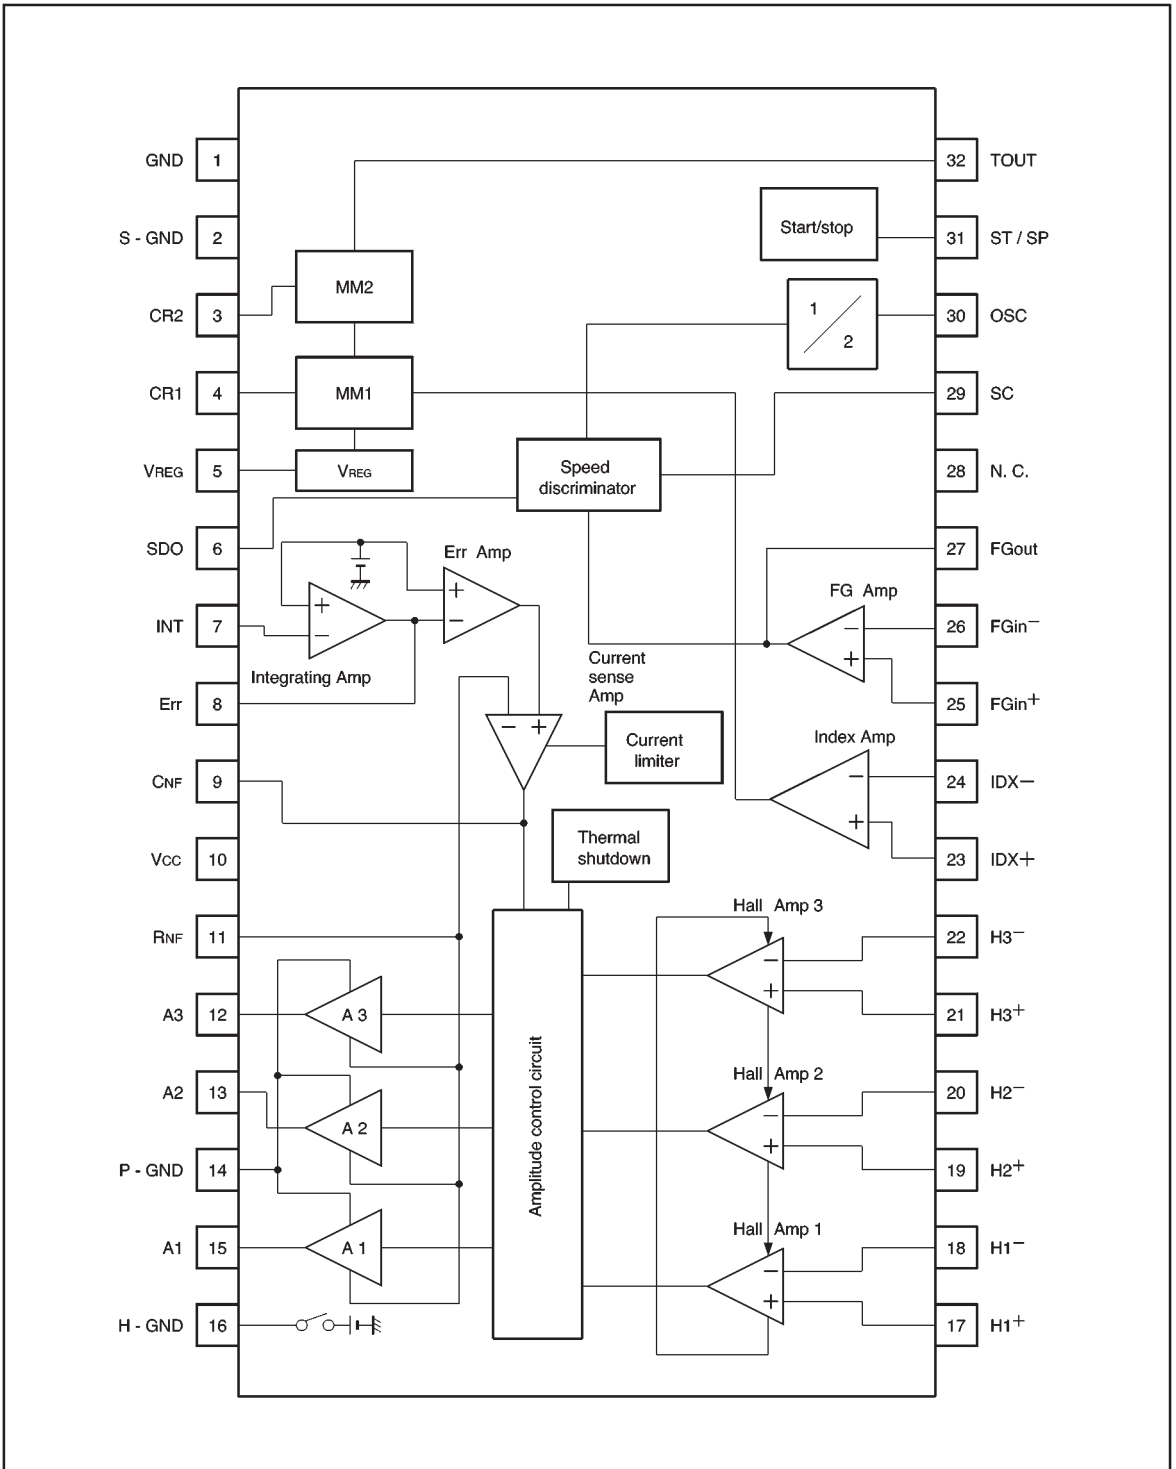 GND 1
S - GND 2
CR2 3
CR1 4
VREG 5
SDO 6
INT 7
Err 8
CNF 9
VCC 10
RNF 11
A3 12
A2 13
P - GND 14
A1 15
H - GND 16
32 TOUT
31 ST / SP
30 OSC
29 SC
28 N. C.
27 FGout
26 FGin−
25 FGin+
24 IDX−
23 IDX+
22 H3−
21 H3+
20 H2−
19 H2+
18 H1−
17 H1+
MM2
MM1
VREG
Start/stop
1
2
Speed
discriminator
Err Amp
+
−
+
−
Integrating Amp
FG Amp
−
+
Current
sense
Amp
− +
Current
limiter
Index Amp
−
+
Thermal
shutdown
Amplitude control circuit
A 3
A 2
A 1
Hall Amp 3
−
+
Hall Amp 2
−
+
Hall Amp 1
−
+